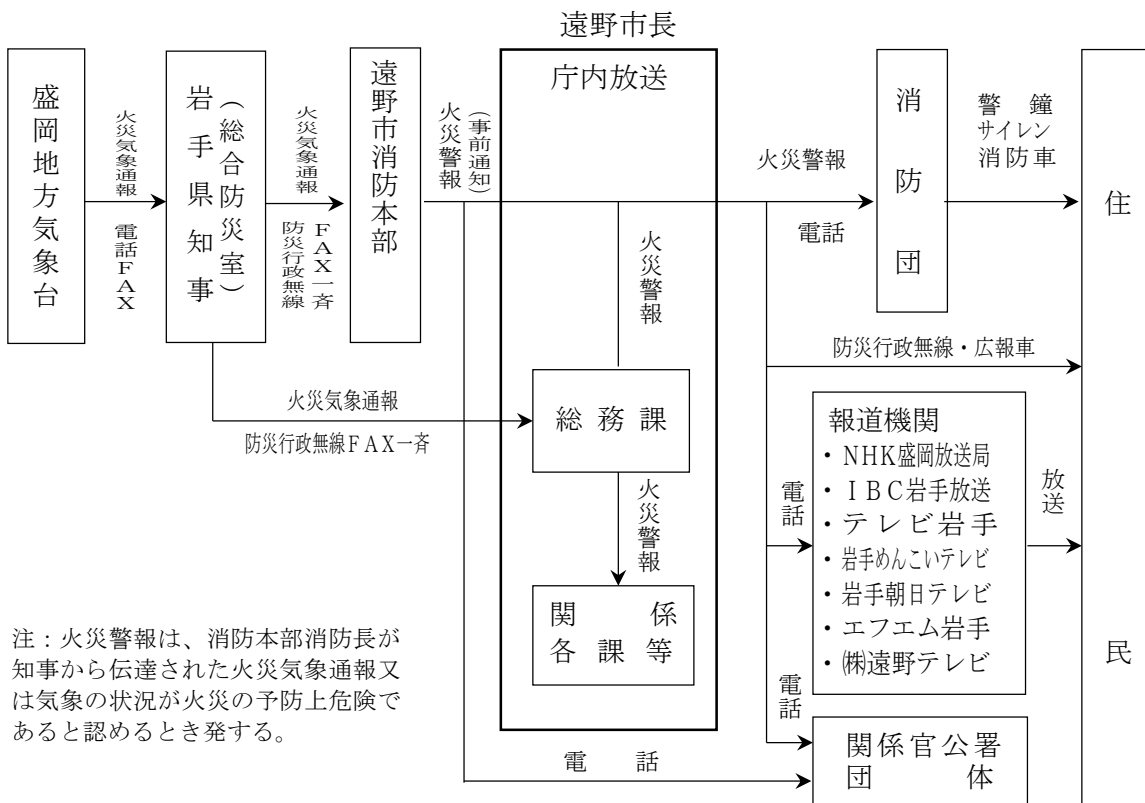 遠野市長
庁内放送
盛岡地方気象台
火災気象通報
電話FAX
岩手県知事
（総合防災室）
火災気象通報
FAX一斉
防災行政無線
遠野市消防本部
（事前通知）
火災警報
火災警報
火災警報
電話
消防団
警鐘
サイレン
消防車
住民
防災行政無線・広報車
火災気象通報
防災行政無線ＦＡＸ一斉
総務課
火災警報
関係
各課等
電話
報道機関
・NHK盛岡放送局
・ＩＢＣ岩手放送
・テレビ岩手
・岩手めんこいテレビ
・岩手朝日テレビ
・エフエム岩手
・㈱遠野テレビ
放送
電話
関係官公署
団体
電話
注：火災警報は、消防本部消防長が
知事から伝達された火災気象通報又
は気象の状況が火災の予防上危険で
あると認めるとき発する。